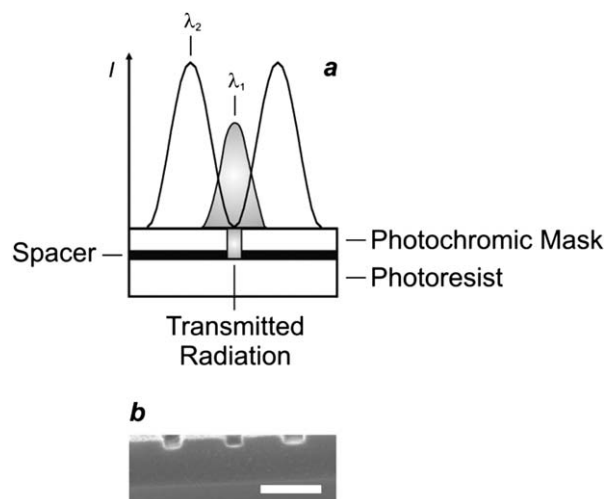 λ₂
I
a
λ₁
Spacer
Photochromic Mask
Photoresist
Transmitted
Radiation
b